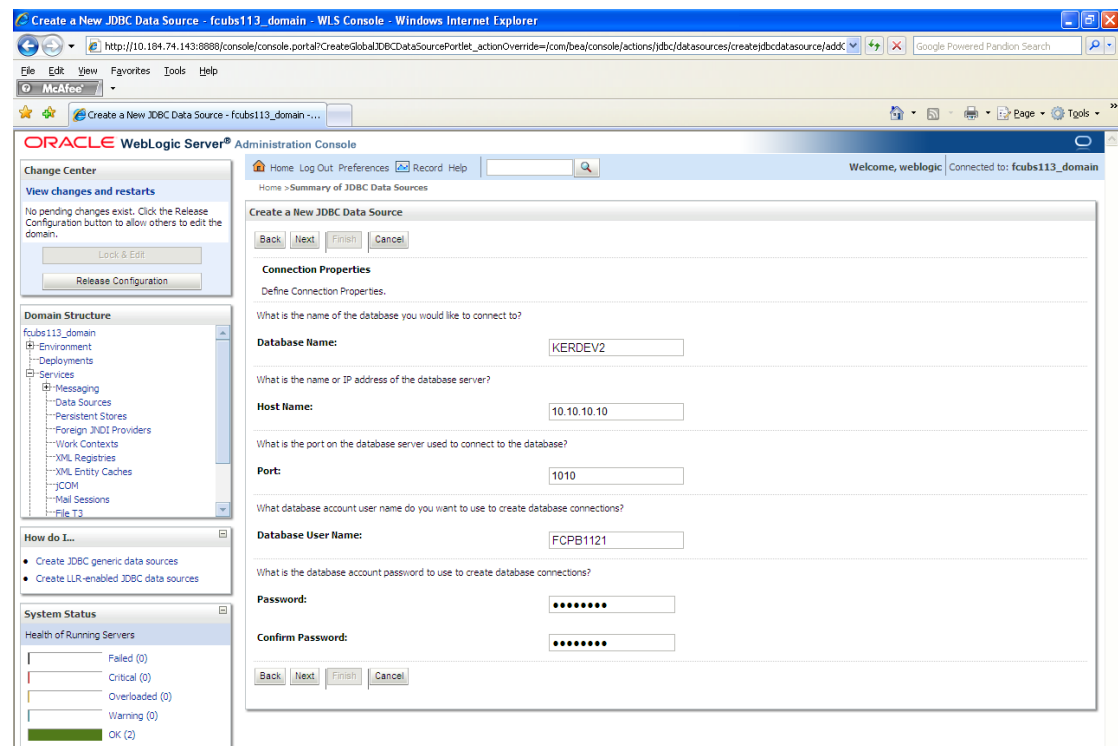 Create a New JDBC Data Source - fcubs113_domain - WLS Console - Windows Internet Explorer
http://10.184.74.143:8888/console/console.portal?CreateGlobalJDBCDataSourcePortlet_actionOverride=/com/bea/console/actions/jdbc/datasources/createjdbcdatasource/addC
Google Powered Pandion Search
File Edit View Favorites Tools Help
McAfee
Create a New JDBC Data Source - fcubs113_domain -...
Page Tools »
ORACLE WebLogic Server® Administration Console
Change Center
View changes and restarts
No pending changes exist. Click the Release
Configuration button to allow others to edit the
domain.
Lock & Edit
Release Configuration
Domain Structure
fcubs113_domain
Environment
Deployments
Services
Messaging
Data Sources
Persistent Stores
Foreign JNDI Providers
Work Contexts
XML Registries
XML Entity Caches
jCOM
Mail Sessions
File T3
How do I...
Create JDBC generic data sources
Create LLR-enabled JDBC data sources
System Status
Health of Running Servers
Failed (0)
Critical (0)
Overloaded (0)
Warning (0)
OK (2)
Home Log Out Preferences Record Help
Welcome, weblogic Connected to: fcubs113_domain
Home >Summary of JDBC Data Sources
Create a New JDBC Data Source
Back Next Finish Cancel
Connection Properties
Define Connection Properties.
What is the name of the database you would like to connect to?
Database Name: KERDEV2
What is the name or IP address of the database server?
Host Name: 10.10.10.10
What is the port on the database server used to connect to the database?
Port: 1010
What database account user name do you want to use to create database connections?
Database User Name: FCPB1121
What is the database account password to use to create database connections?
Password: ●●●●●●●●
Confirm Password: ●●●●●●●●
Back Next Finish Cancel